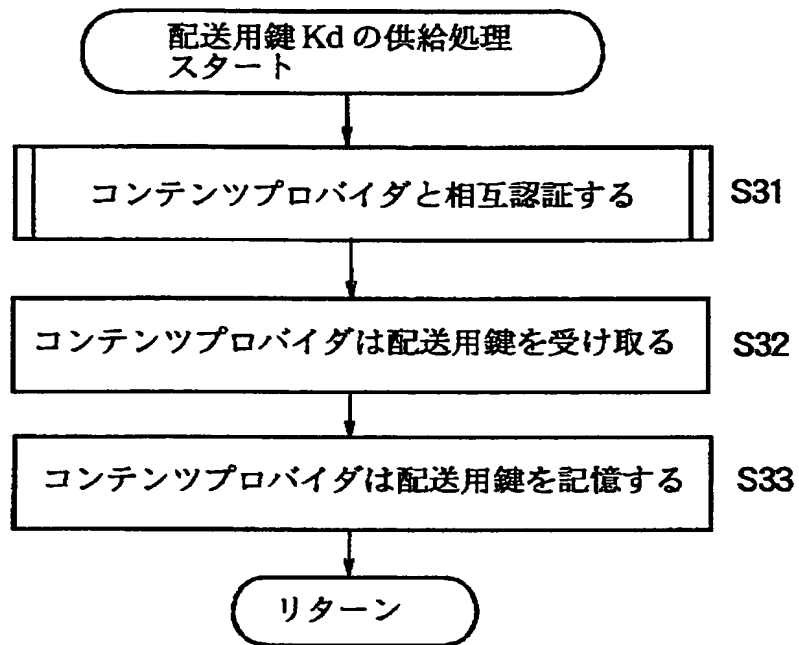 配送用鍵 Kd の供給処理
スタート
コンテンツプロバイダと相互認証する
S31
コンテンツプロバイダは配送用鍵を受け取る
S32
コンテンツプロバイダは配送用鍵を記憶する
S33
リターン